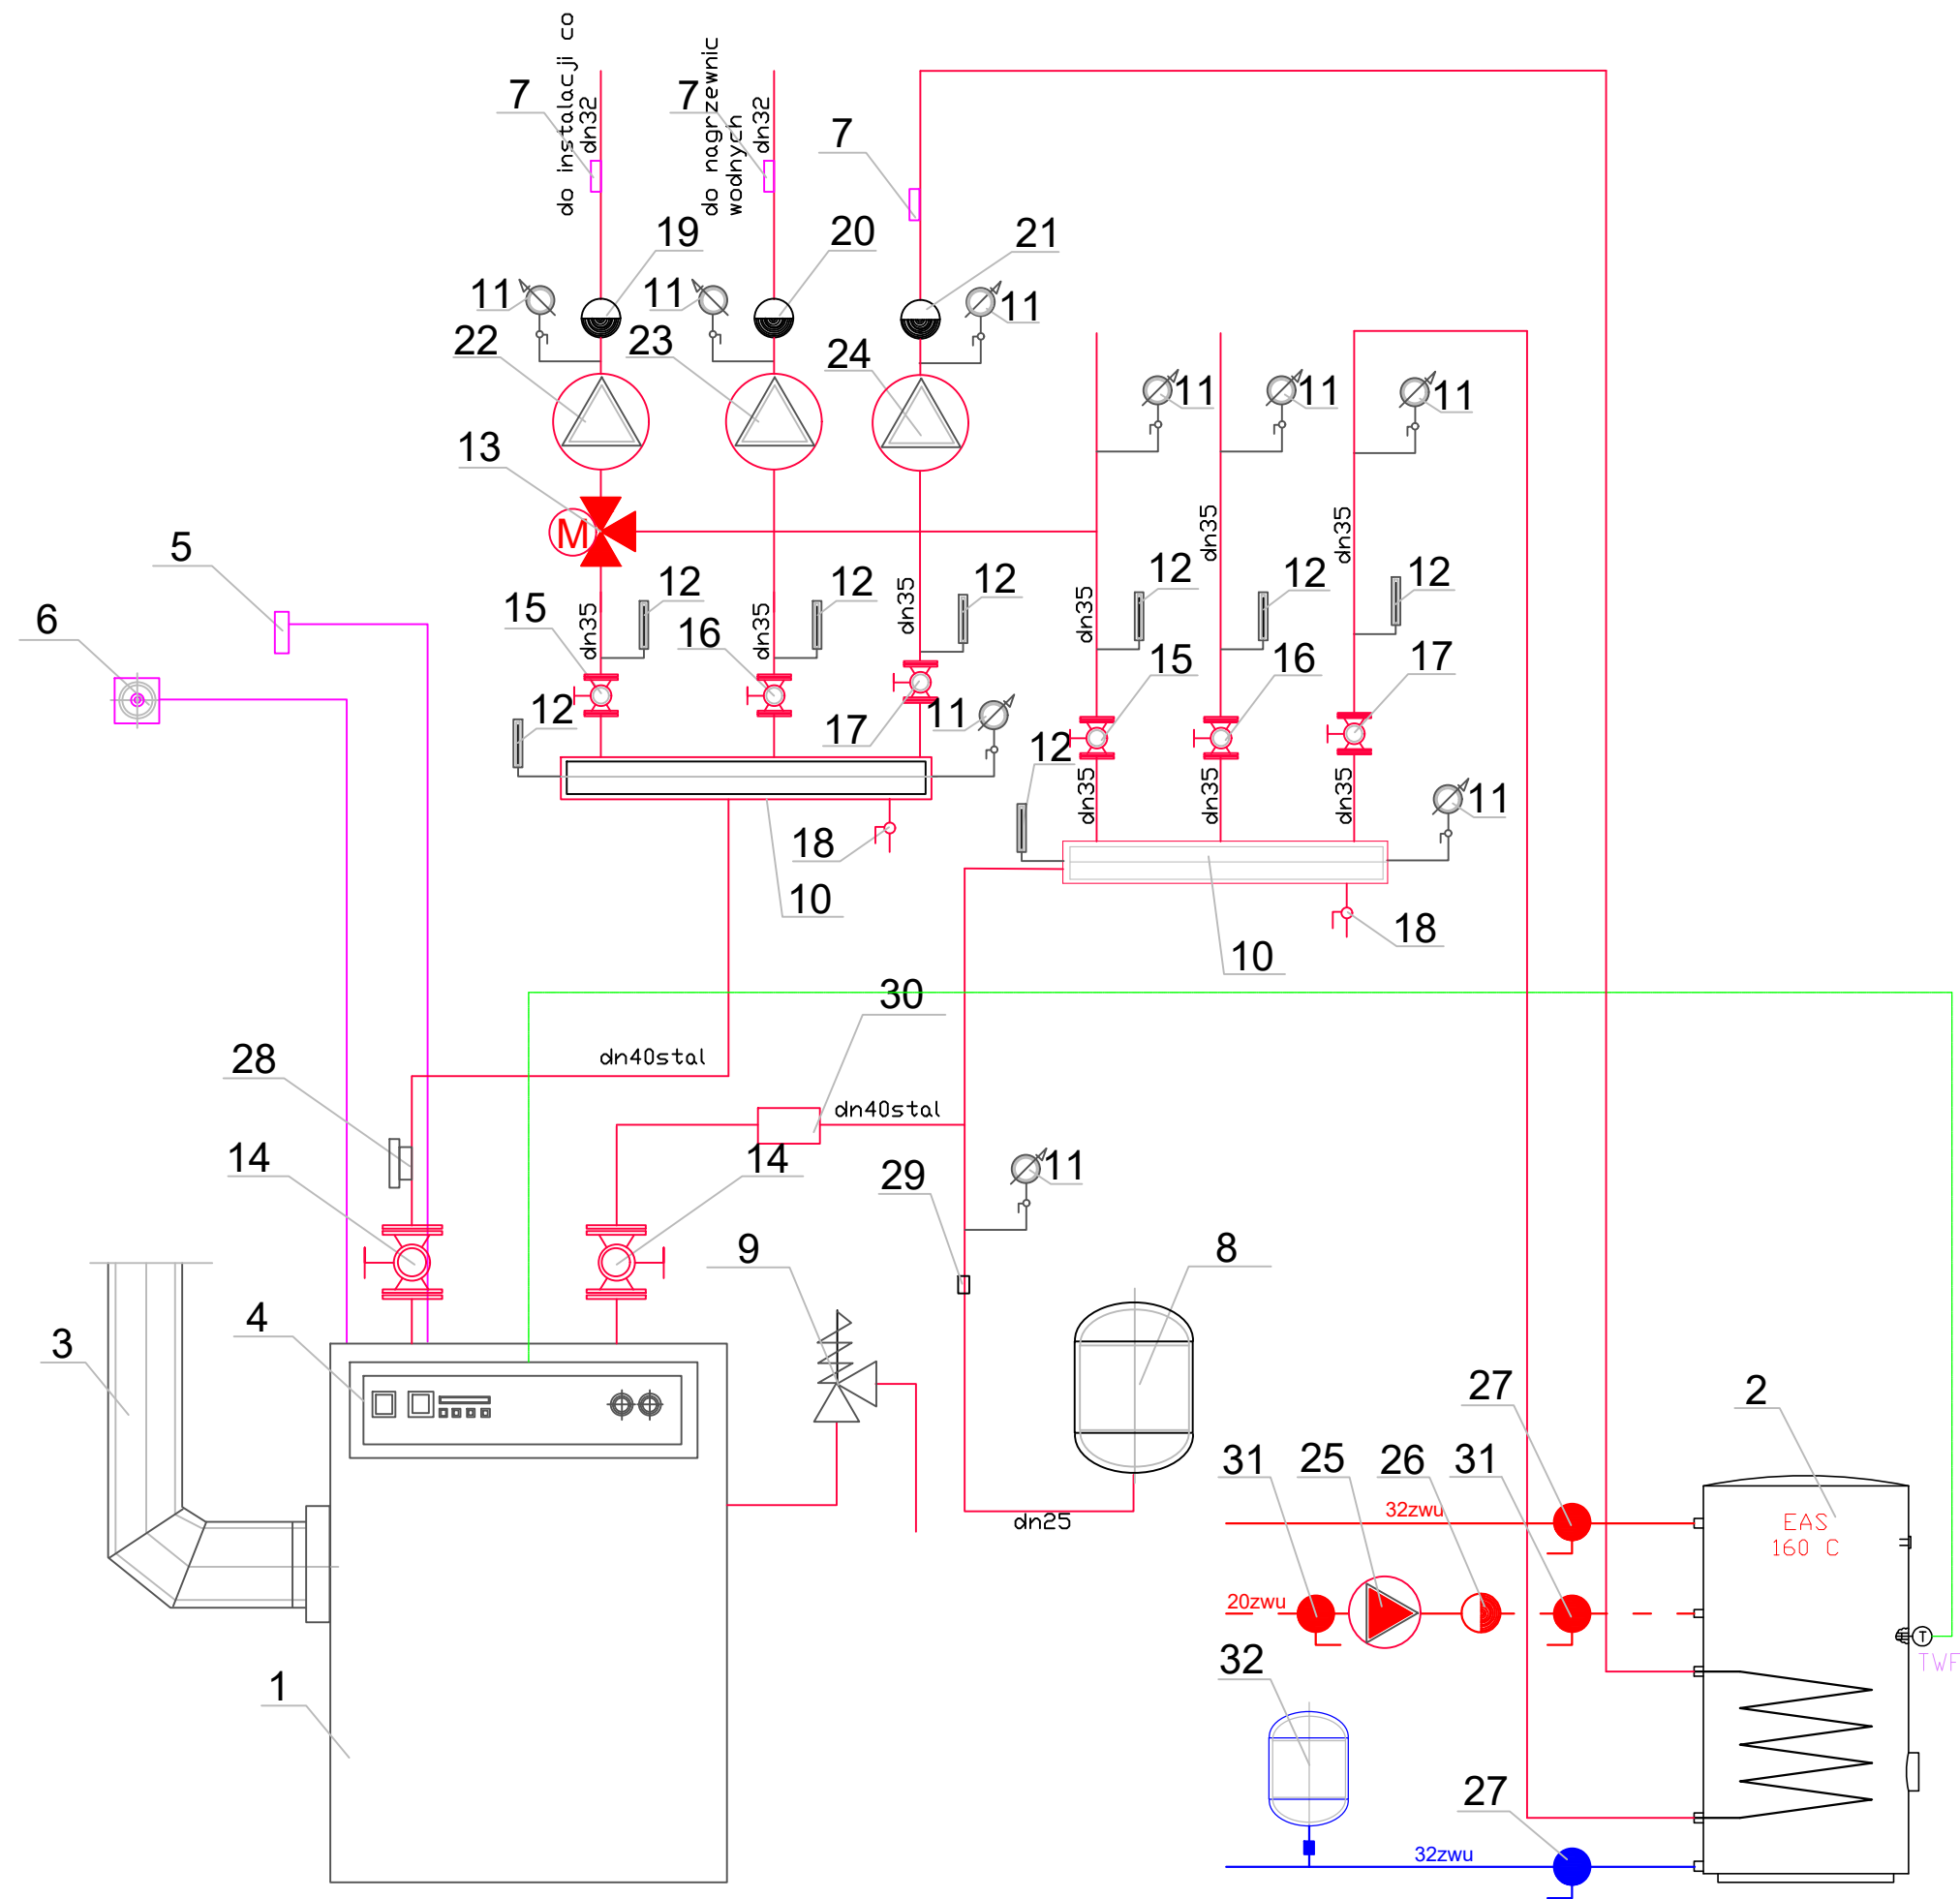 do instalacji co
dn32
do nagrzewnic
wodnych
dn32
7
7
7
19
20
21
11
11
11
22
23
24
11
11
11
13
M
5
6
dn35
dn35
12
12
12
12
12
12
15
16
dn35
dn35
dn35
dn35
15
16
17
12
17
11
12
dn35
dn35
dn35
11
18
10
18
10
30
28
dn40stal
dn40stal
14
14
29
11
9
8
3
4
27
2
31
25
26
31
32zwu
EAS
160 C
dn25
20zwu
T
TWF
32
1
27
32zwu